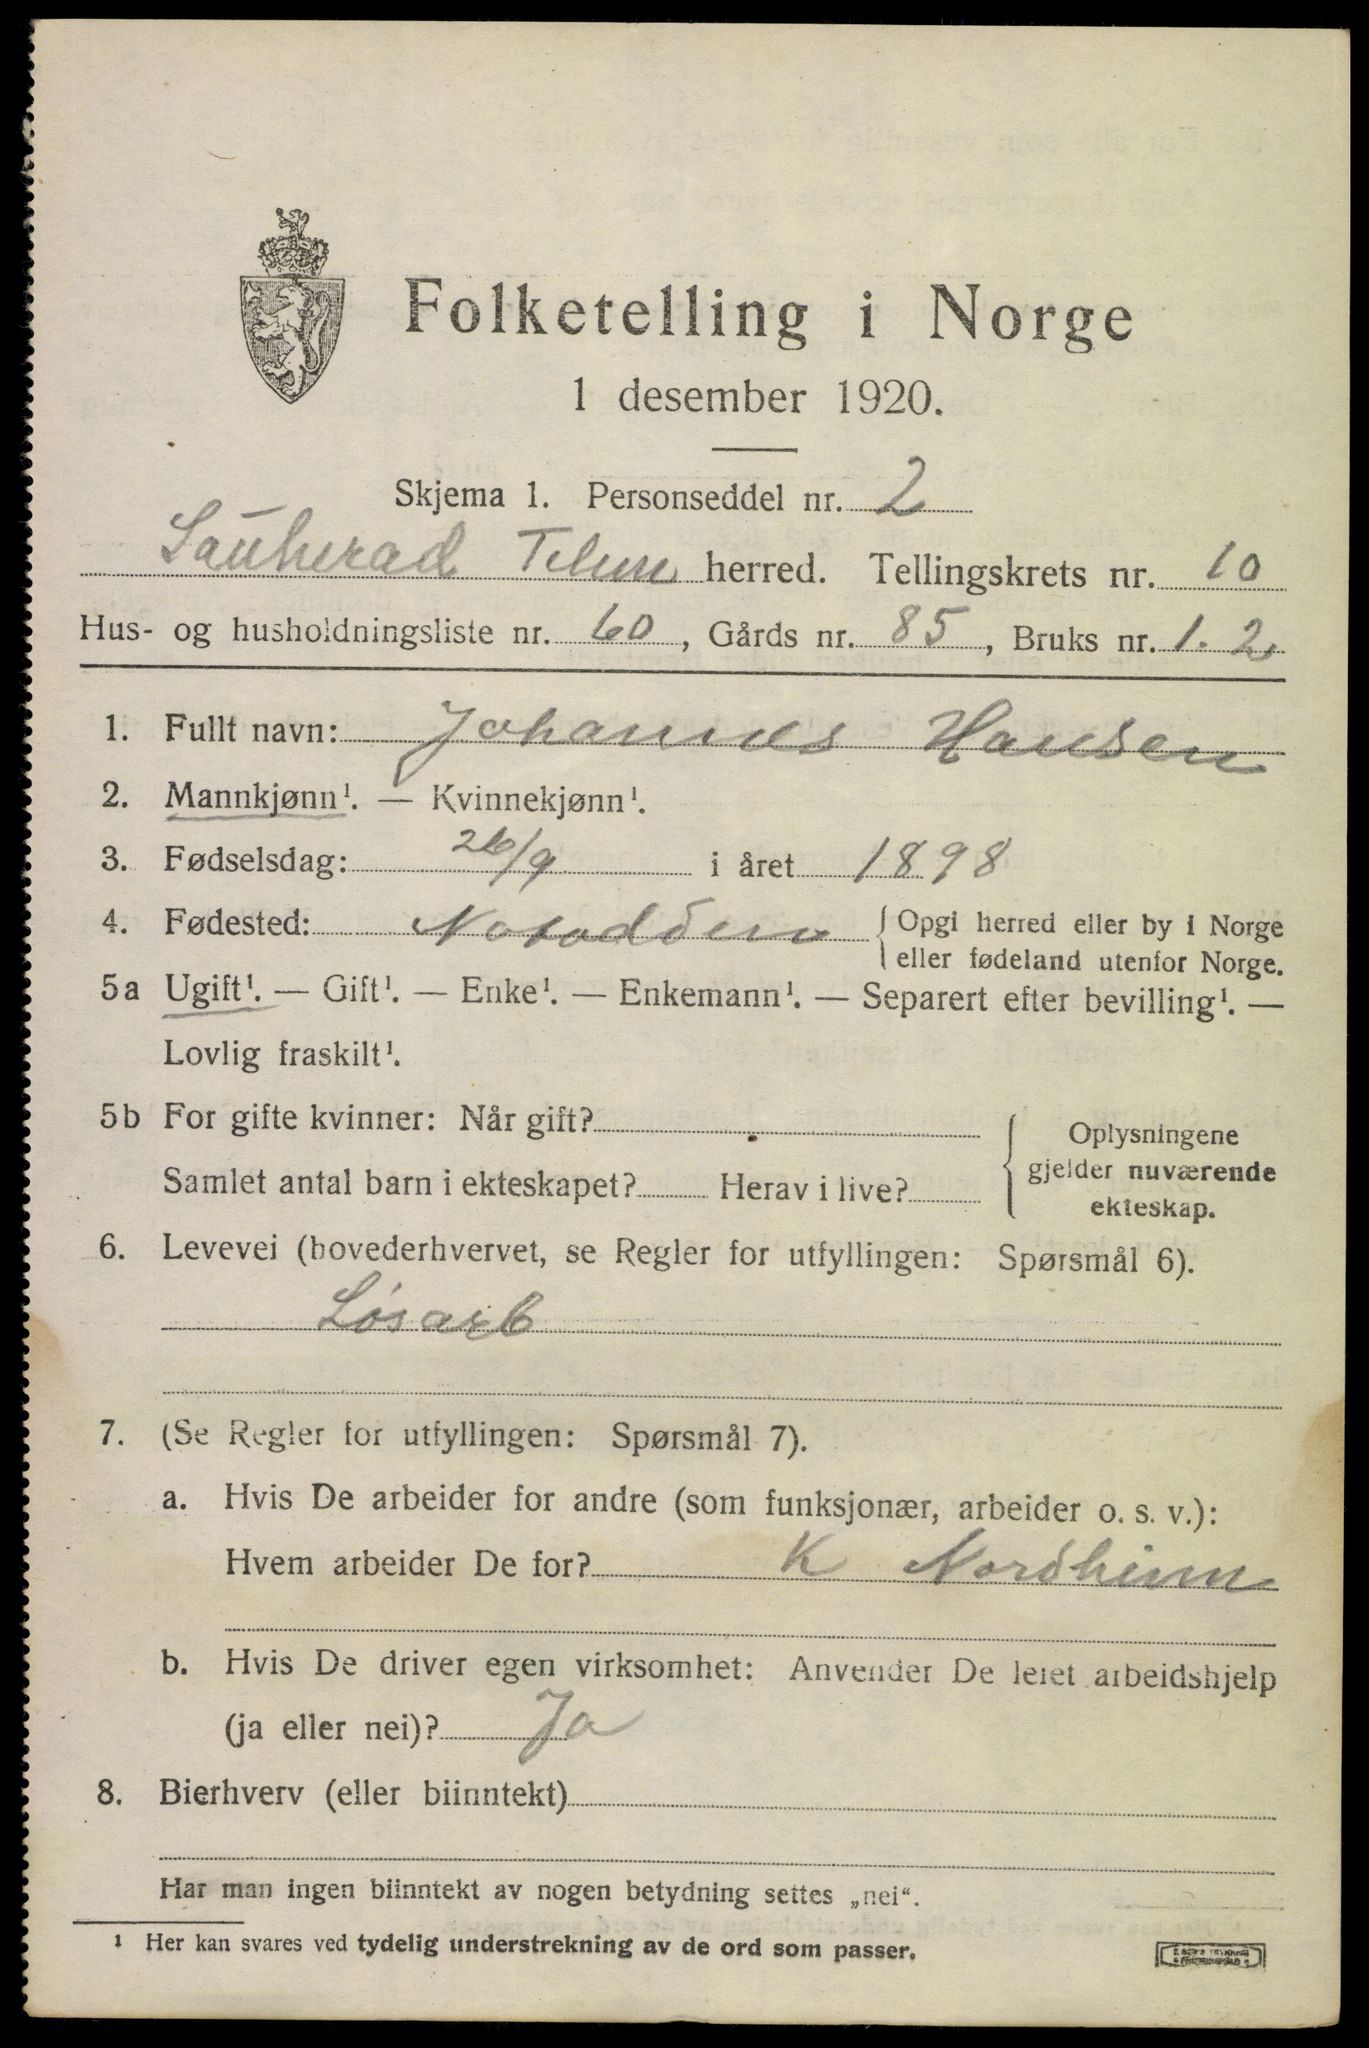 Folketelling i Norge
1 desember 1920.
Skjema 1. Personseddel nr. 2
Sauherad Telem herred. Tellingskrets nr. 10
Hus- og husholdningsliste nr. 60, Gårds nr. 85, Bruks nr. 1. 2
1. Fullt navn: Johannes Hansen
2. Mannkjønn¹. — Kvinnekjønn¹.
3. Fødselsdag: 26/9 i året 1898
4. Fødested: Notodden { Opgi herred eller by i Norge
eller fødeland utenfor Norge.
5a Ugift¹. — Gift¹. — Enke¹. — Enkemann¹. — Separert efter bevilling¹. —
Lovlig fraskilt¹.
5b For gifte kvinner: Når gift?
Samlet antal barn i ekteskapet? Herav i live?
Oplysningene
gjelder nuværende
ekteskap.
6. Levevei (hovederhvervet, se Regler for utfyllingen: Spørsmål 6).
Løsarb
7. (Se Regler for utfyllingen: Spørsmål 7).
a. Hvis De arbeider for andre (som funksjonær, arbeider o. s. v.):
Hvem arbeider De for? K Nordheim
b. Hvis De driver egen virksomhet: Anvender De leiet arbeidshjelp
(ja eller nei)? Ja
8. Bierhverv (eller biinntekt)
Har man ingen biinntekt av nogen betydning settes „nei“.
¹ Her kan svares ved tydelig understrekning av de ord som passer.